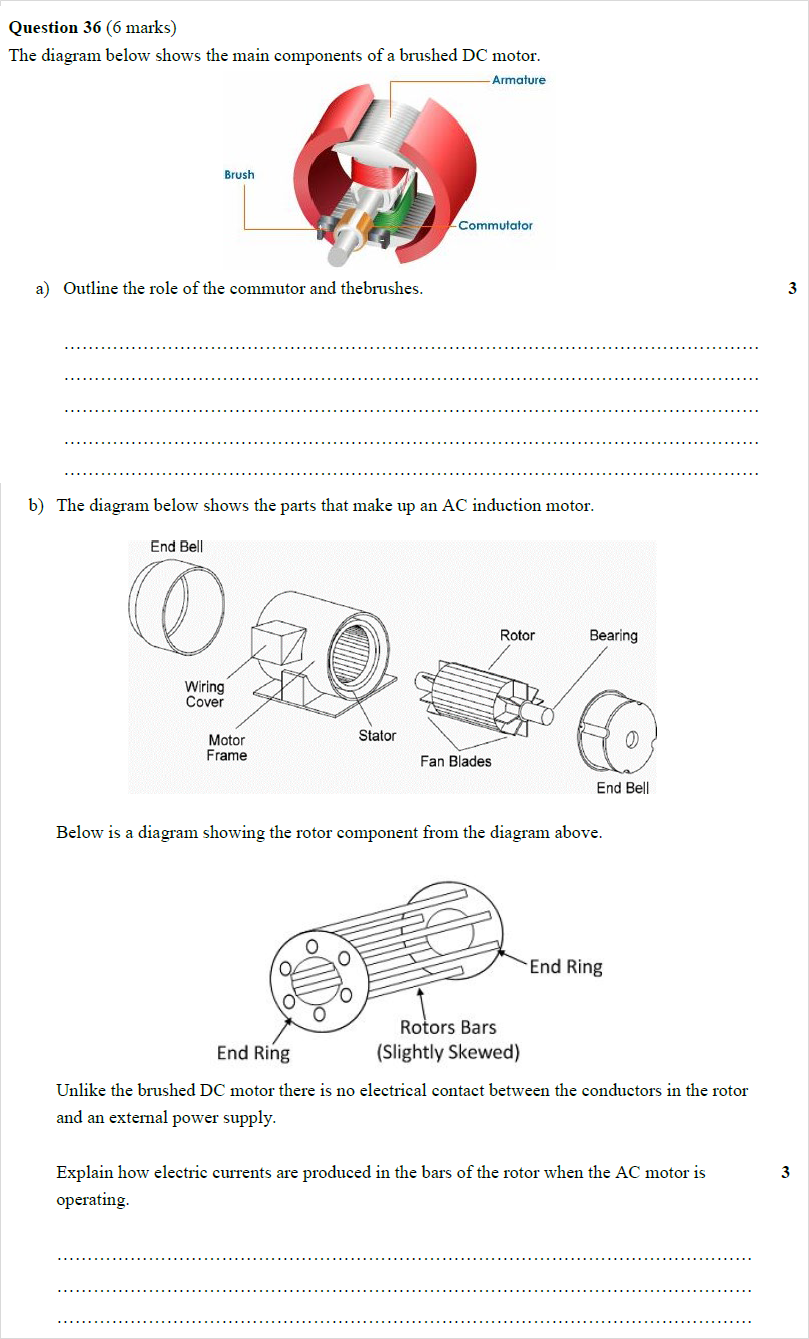 Question 36 (6 marks)
The diagram below shows the main components of a brushed DC motor.
Armature
Brush
Commutator
a) Outline the role of the commutor and thebrushes. 3
................................................................................
................................................................................
................................................................................
................................................................................
................................................................................
b) The diagram below shows the parts that make up an AC induction motor.
End Bell
Rotor Bearing
Wiring
Cover
Stator
Motor
Frame
Fan Blades
End Bell
Below is a diagram showing the rotor component from the diagram above.
End Ring
Rotors Bars
(Slightly Skewed)
End Ring
Unlike the brushed DC motor there is no electrical contact between the conductors in the rotor
and an external power supply.
Explain how electric currents are produced in the bars of the rotor when the AC motor is 3
operating.
................................................................................
................................................................................
................................................................................